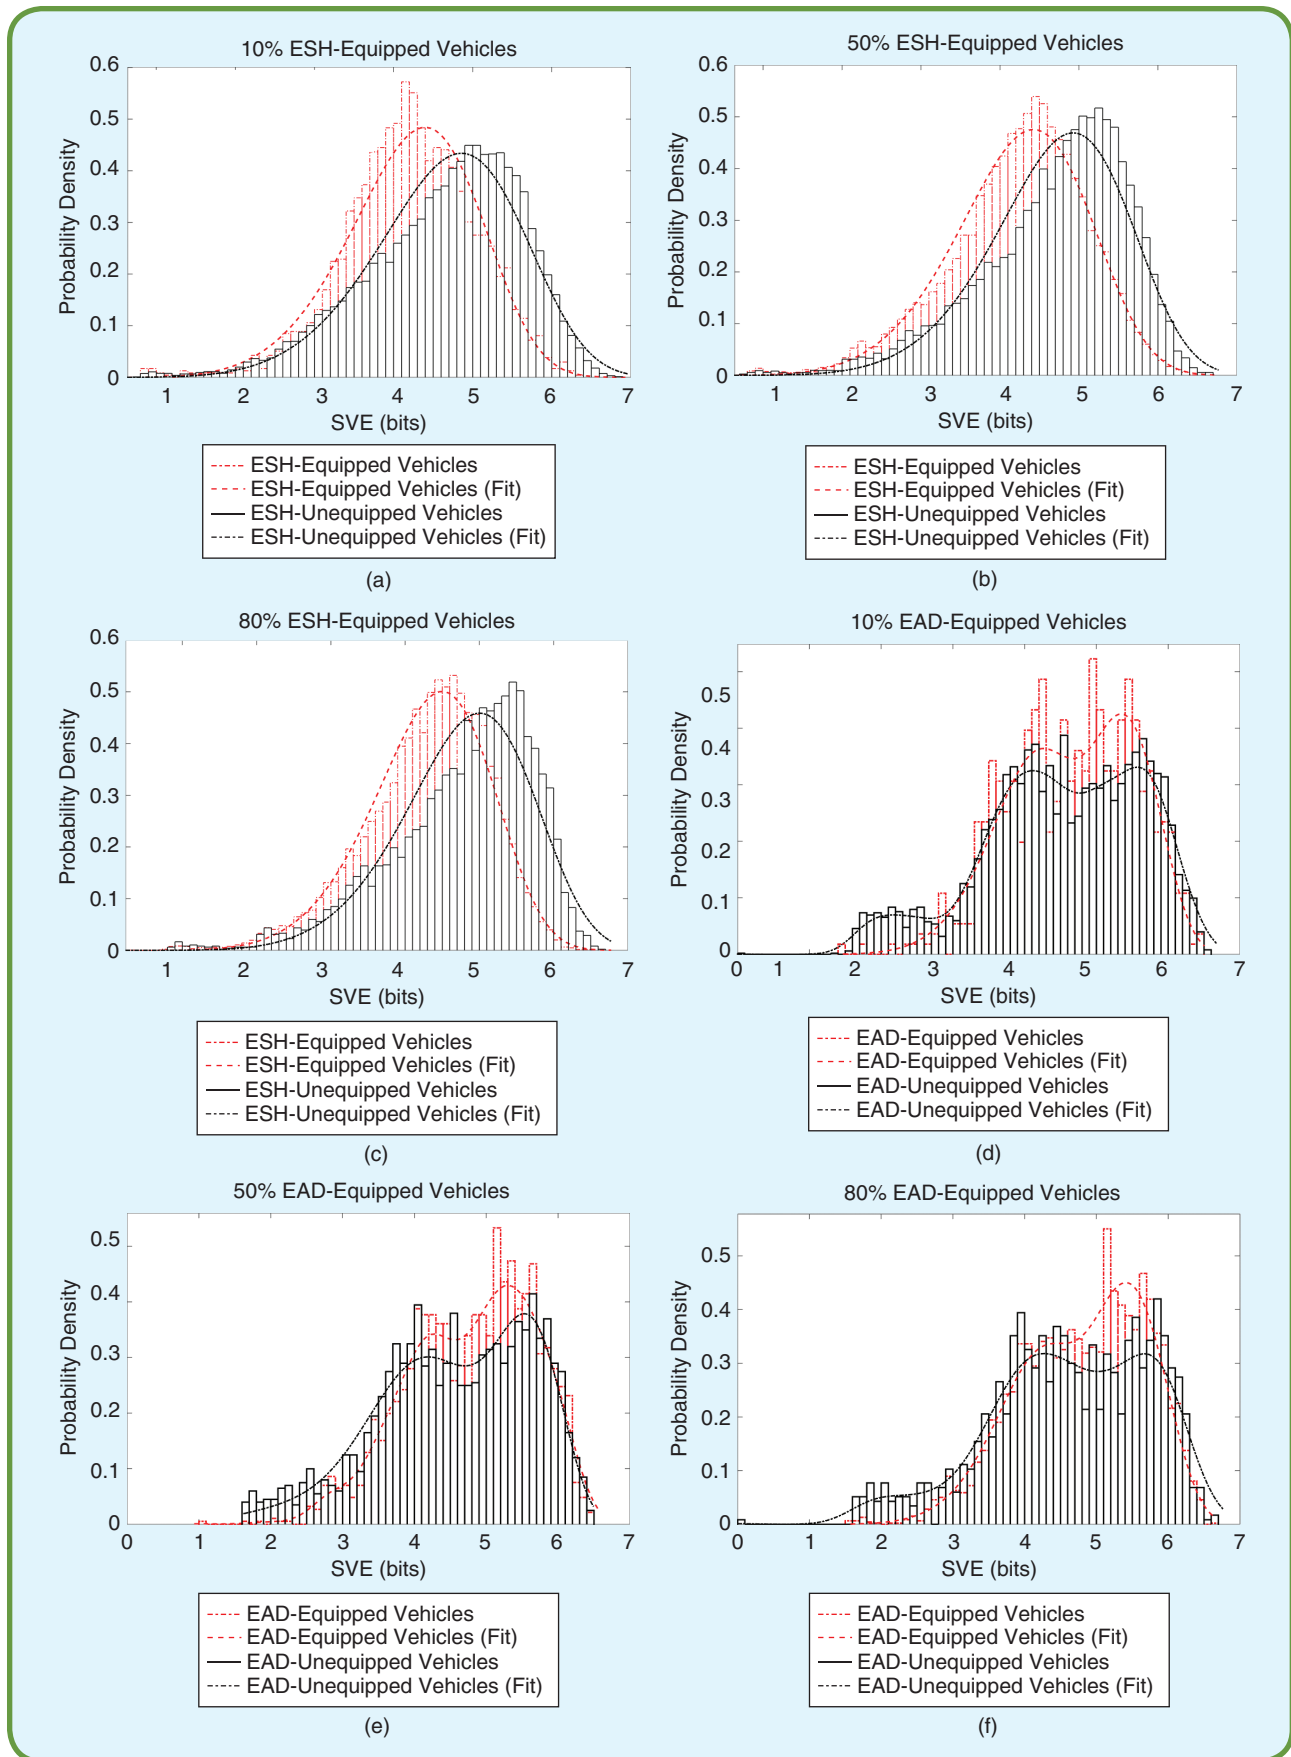 10% ESH-Equipped Vehicles
0.6
0.5
0.4
0.3
0.2
0.1
0
Probability Density
1 2 3 4 5 6 7
SVE (bits)
ESH-Equipped Vehicles
ESH-Equipped Vehicles (Fit)
ESH-Unequipped Vehicles
ESH-Unequipped Vehicles (Fit)
(a)
50% ESH-Equipped Vehicles
0.6
0.5
0.4
0.3
0.2
0.1
0
Probability Density
1 2 3 4 5 6 7
SVE (bits)
ESH-Equipped Vehicles
ESH-Equipped Vehicles (Fit)
ESH-Unequipped Vehicles
ESH-Unequipped Vehicles (Fit)
(b)
80% ESH-Equipped Vehicles
0.6
0.5
0.4
0.3
0.2
0.1
0
Probability Density
1 2 3 4 5 6 7
SVE (bits)
ESH-Equipped Vehicles
ESH-Equipped Vehicles (Fit)
ESH-Unequipped Vehicles
ESH-Unequipped Vehicles (Fit)
(c)
10% EAD-Equipped Vehicles
0.5
0.4
0.3
0.2
0.1
0
Probability Density
0 1 2 3 4 5 6 7
SVE (bits)
EAD-Equipped Vehicles
EAD-Equipped Vehicles (Fit)
EAD-Unequipped Vehicles
EAD-Unequipped Vehicles (Fit)
(d)
50% EAD-Equipped Vehicles
0.5
0.4
0.3
0.2
0.1
0
Probability Density
0 1 2 3 4 5 6 7
SVE (bits)
EAD-Equipped Vehicles
EAD-Equipped Vehicles (Fit)
EAD-Unequipped Vehicles
EAD-Unequipped Vehicles (Fit)
(e)
80% EAD-Equipped Vehicles
0.5
0.4
0.3
0.2
0.1
0
Probability Density
0 1 2 3 4 5 6 7
SVE (bits)
EAD-Equipped Vehicles
EAD-Equipped Vehicles (Fit)
EAD-Unequipped Vehicles
EAD-Unequipped Vehicles (Fit)
(f)